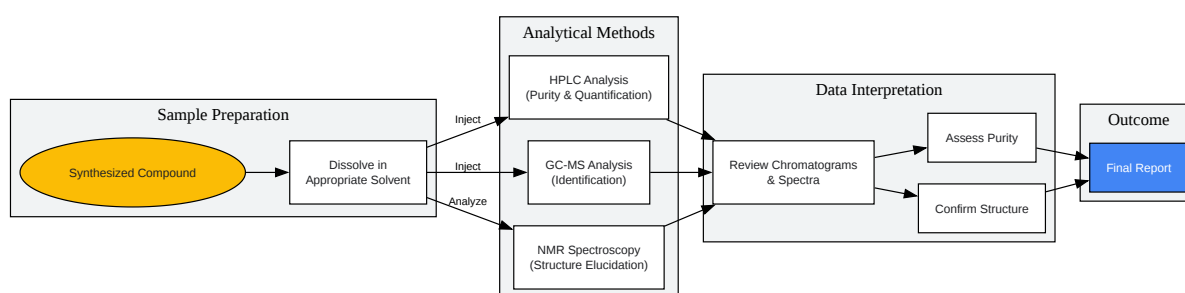 Sample Preparation
Synthesized Compound
Dissolve in
Appropriate Solvent
Inject
Inject
Analyze
Analytical Methods
HPLC Analysis
(Purity & Quantification)
GC-MS Analysis
(Identification)
NMR Spectroscopy
(Structure Elucidation)
Data Interpretation
Review Chromatograms
& Spectra
Assess Purity
Confirm Structure
Outcome
Final Report